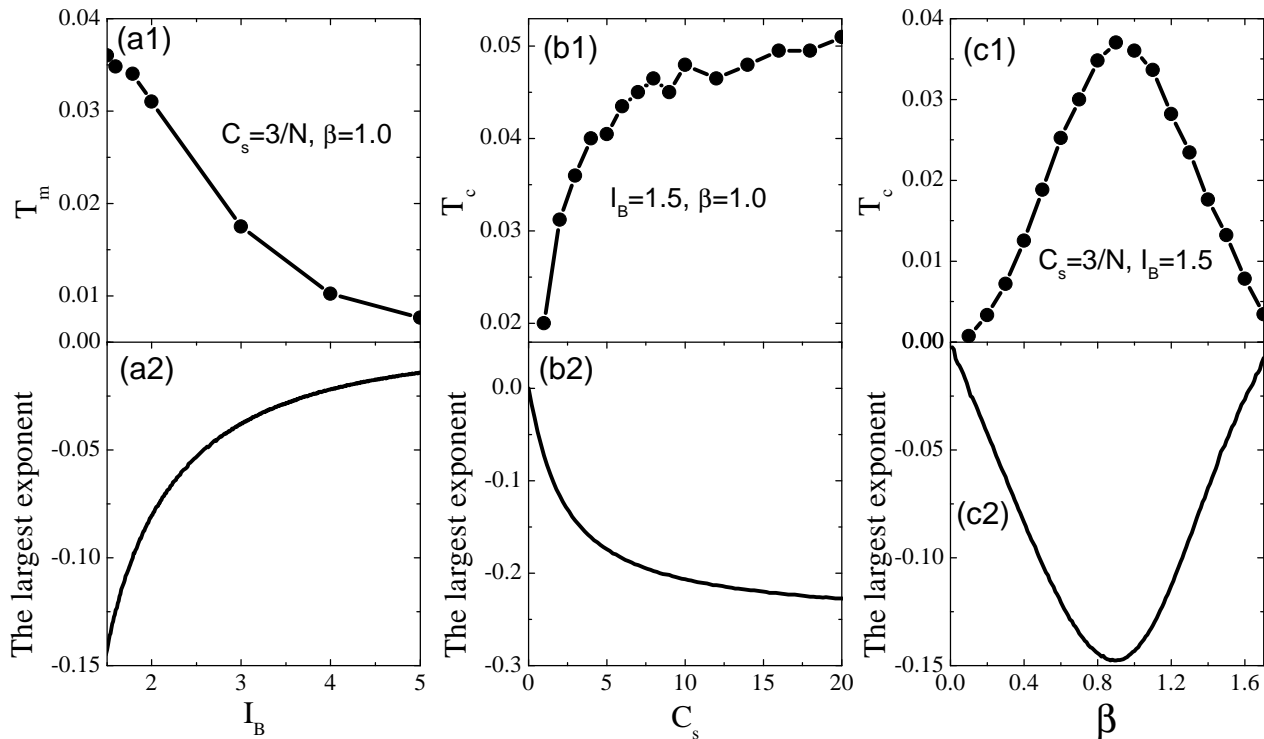 0.04
0.03
0.02
0.01
0.00
T_m
(a1)
C_s=3/N, β=1.0
0.05
0.04
0.03
0.02
T_c
(b1)
I_B=1.5, β=1.0
0.04
0.03
0.02
0.01
0.00
T_c
(c1)
C_s=3/N, I_B=1.5
-0.05
-0.10
-0.15
The largest exponent
(a2)
2 3 4 5
I_B
0.0
-0.1
-0.2
-0.3
The largest exponent
(b2)
0 5 10 15 20
C_s
-0.05
-0.10
-0.15
The largest exponent
(c2)
0.0 0.4 0.8 1.2 1.6
β